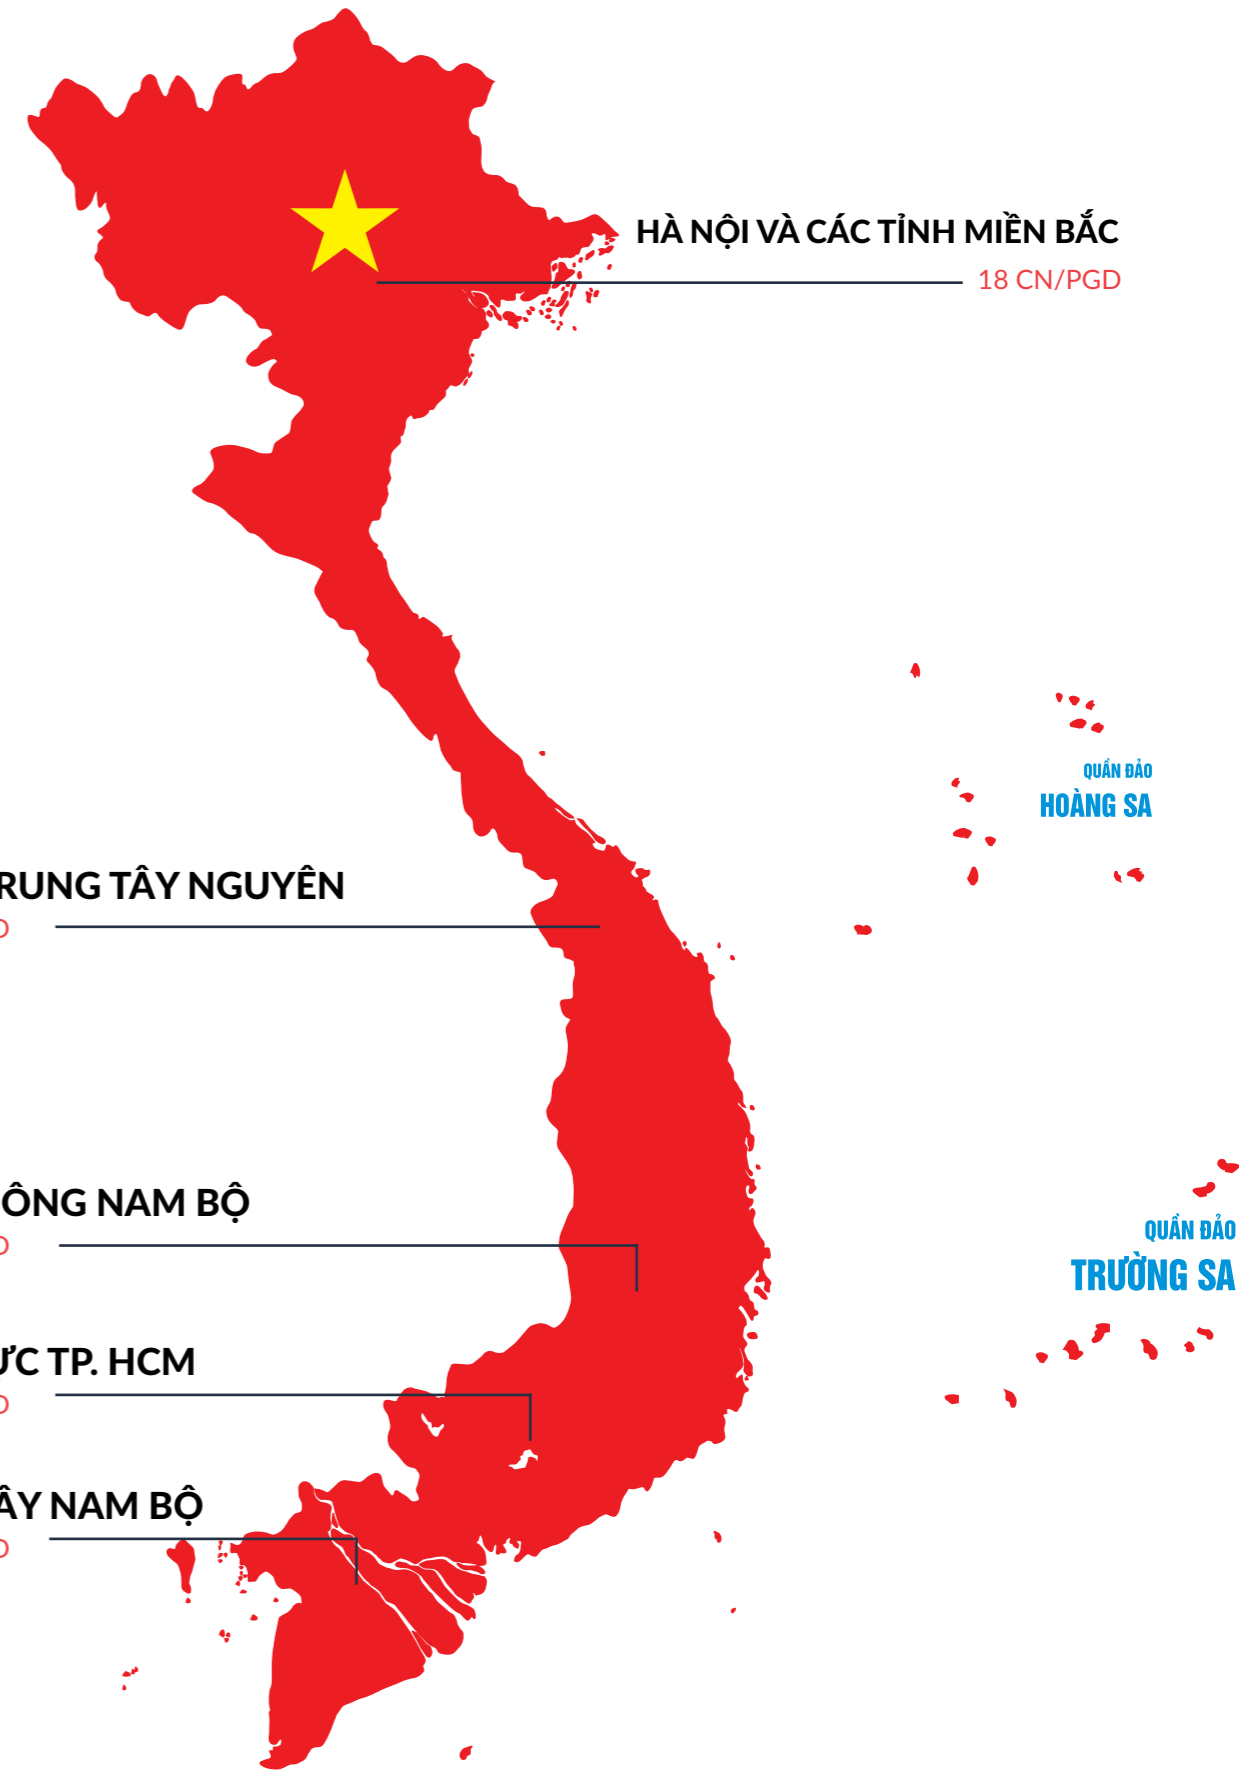 HÀ NỘI VÀ CÁC TỈNH MIỀN BẮC
18 CN/PGD
QUẦN ĐẢO
HOÀNG SA
RUNG TÂY NGUYÊN
D
ÔNG NAM BỘ
D
QUẦN ĐẢO
TRƯỜNG SA
ỰC TP. HCM
D
ÂY NAM BỘ
D